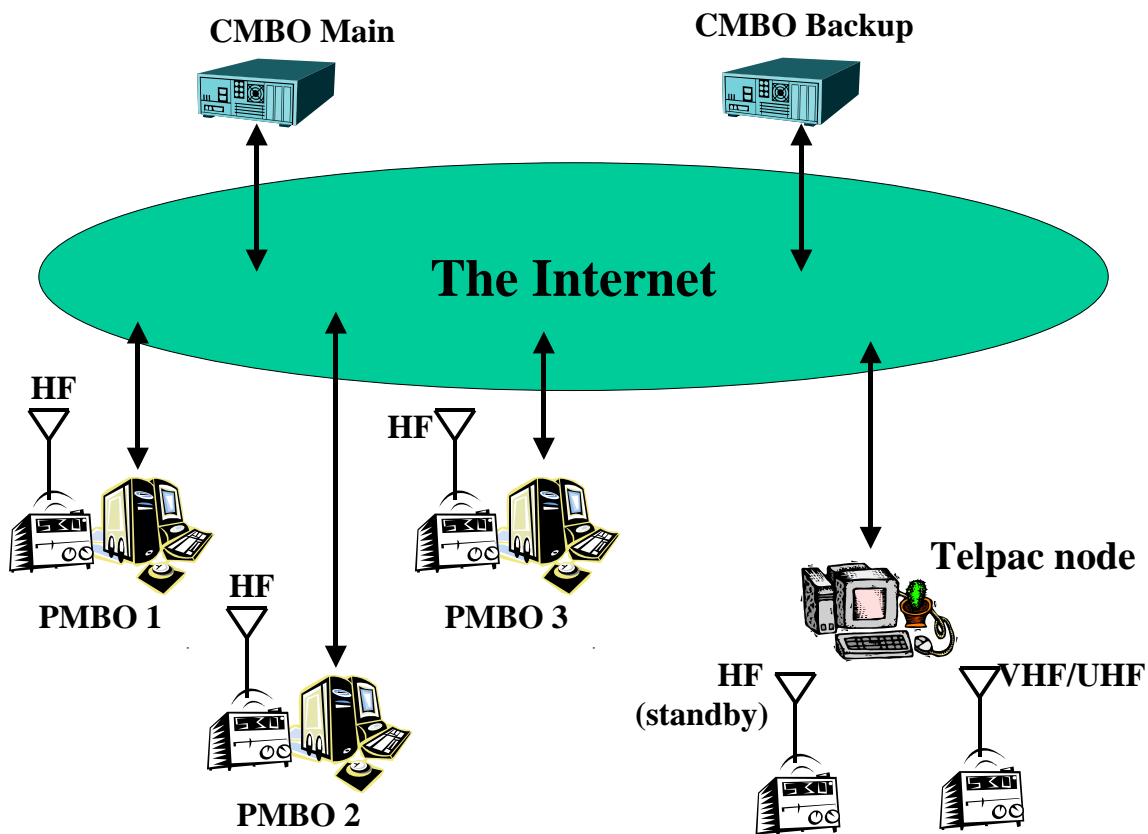 CMBO Main
CMBO Backup
The Internet
HF
HF
HF
PMBO 1
PMBO 2
PMBO 3
Telpac node
HF
(standby)
VHF/UHF